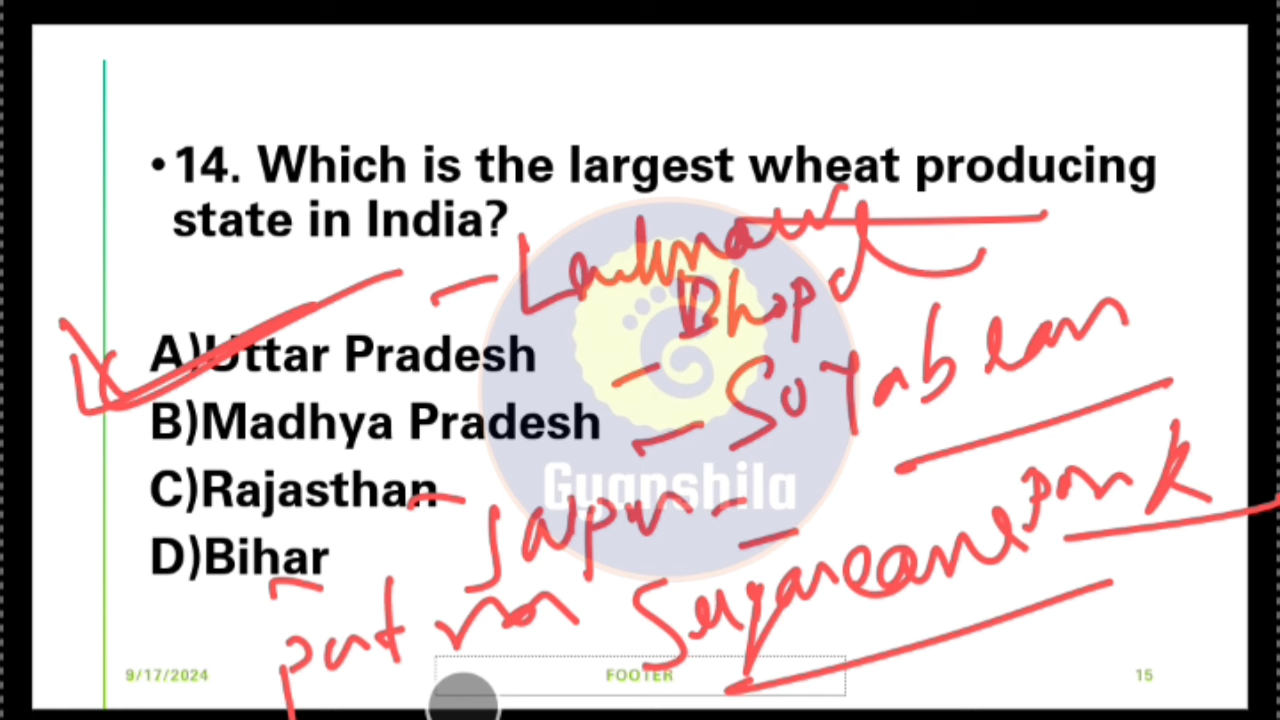 • 14. Which is the largest wheat producing
state in India?
Bhopal
A)Uttar Pradesh
- Soyabean
B)Madhya Pradesh
Gyanshila
C)Rajasthan
- Jaipur -
D)Bihar
Sugarcane
9/17/2024
FOOTER
15